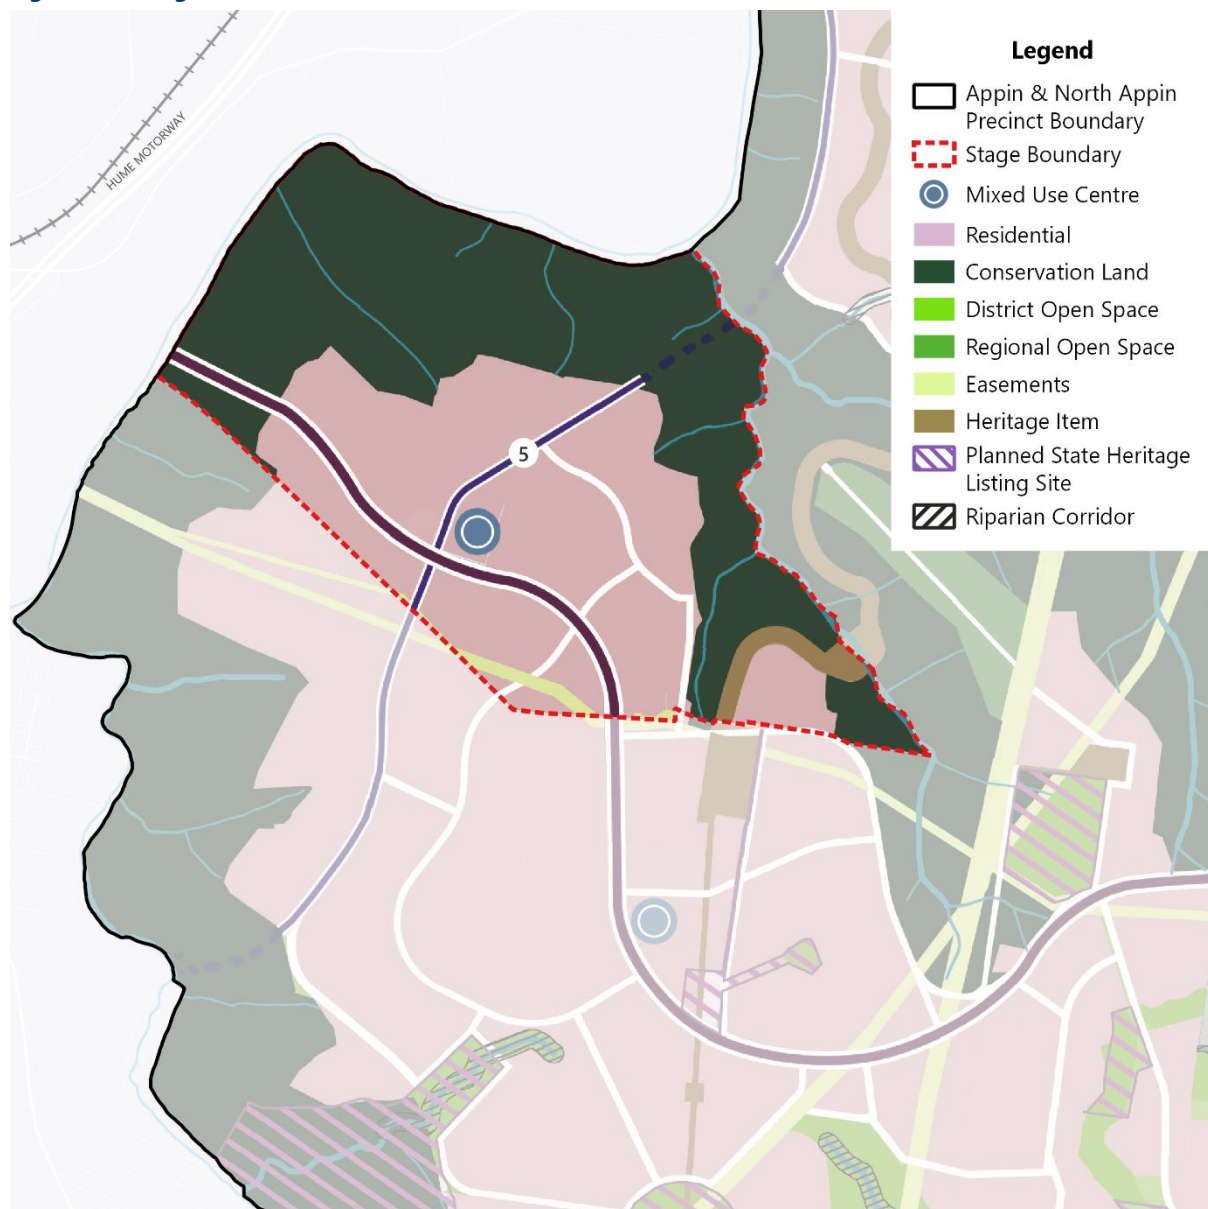 HUME MOTORWAY
5
Legend
Appin & North Appin
Precinct Boundary
Stage Boundary
Mixed Use Centre
Residential
Conservation Land
District Open Space
Regional Open Space
Easements
Heritage Item
Planned State Heritage
Listing Site
Riparian Corridor